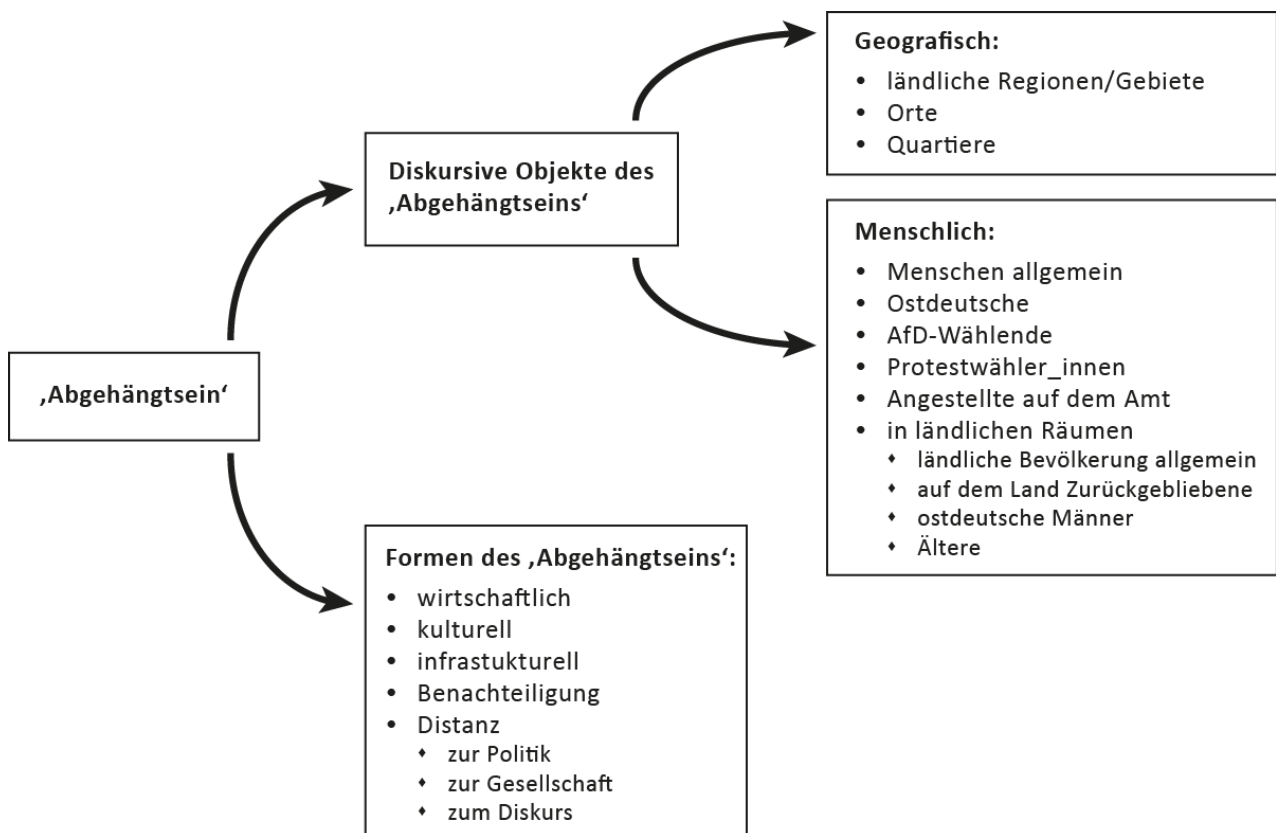 ‚Abgehängtsein‘
Diskursive Objekte des
‚Abgehängtseins‘
Geografisch:
• ländliche Regionen/Gebiete
• Orte
• Quartiere
Menschlich:
• Menschen allgemein
• Ostdeutsche
• AfD-Wählende
• Protestwähler_innen
• Angestellte auf dem Amt
• in ländlichen Räumen
♦ ländliche Bevölkerung allgemein
♦ auf dem Land Zurückgebliebene
♦ ostdeutsche Männer
♦ Ältere
Formen des ‚Abgehängtseins‘:
• wirtschaftlich
• kulturell
• infrastukturell
• Benachteiligung
• Distanz
♦ zur Politik
♦ zur Gesellschaft
♦ zum Diskurs